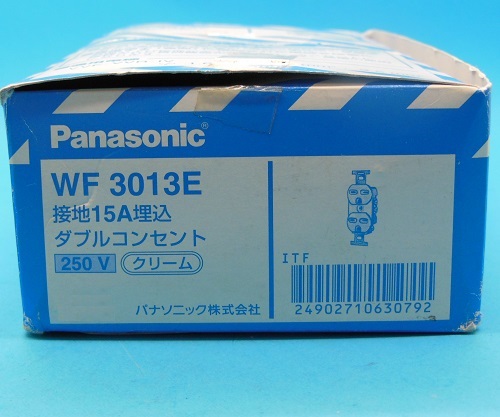 Panasonic®
WF 3013E
接地15A埋込
ダブルコンセント
250 V クリーム
パナソニック株式会社
ITF
24902710630792